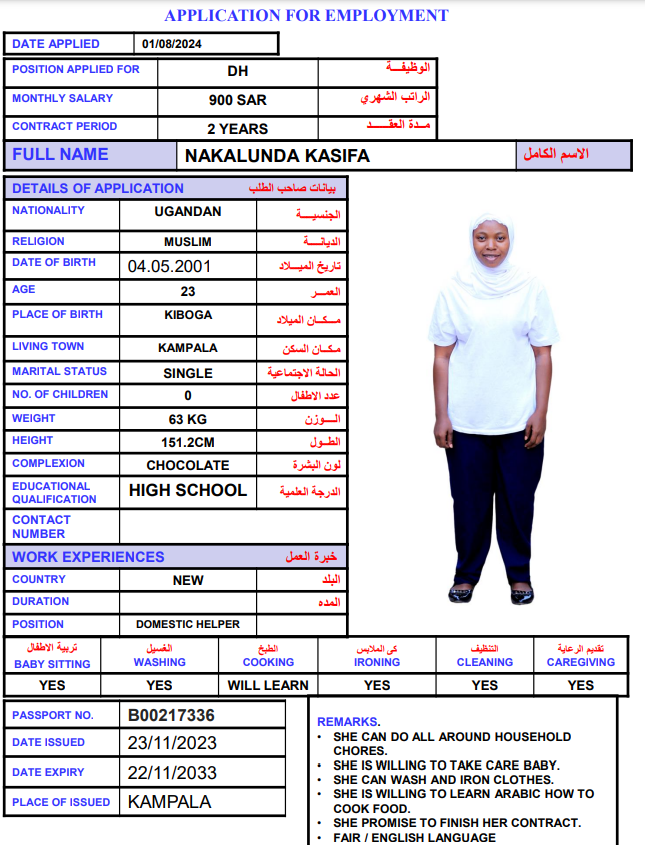 APPLICATION FOR EMPLOYMENT
DATE APPLIED 01/08/2024
POSITION APPLIED FOR DH الوظيفـــة
MONTHLY SALARY 900 SAR الراتب الشهري
CONTRACT PERIOD 2 YEARS مــدة العقـــد
FULL NAME NAKALUNDA KASIFA الاسم الكامل
DETAILS OF APPLICATION بيانات صاحب الطلب
NATIONALITY UGANDAN الجنسيـــة
RELIGION MUSLIM الديانـــة
DATE OF BIRTH 04.05.2001 تاريخ الميـــلاد
AGE 23 العمـــر
PLACE OF BIRTH KIBOGA مــكــان الميلاد
LIVING TOWN KAMPALA مـكـان السكن
MARITAL STATUS SINGLE الحالة الاجتماعية
NO. OF CHILDREN 0 عدد الاطفال
WEIGHT 63 KG الـــوزن
HEIGHT 151.2CM الطـــول
COMPLEXION CHOCOLATE لون البشرة
EDUCATIONAL QUALIFICATION HIGH SCHOOL الدرجة العلمية
CONTACT NUMBER
WORK EXPERIENCES خبرة العمل
COUNTRY NEW البلد
DURATION المده
POSITION DOMESTIC HELPER
تربية الاطفال الغسيل الطبخ كى الملابس التنظيف تقديم الرعاية
BABY SITTING WASHING COOKING IRONING CLEANING CAREGIVING
YES YES WILL LEARN YES YES YES
PASSPORT NO. B00217336
DATE ISSUED 23/11/2023
DATE EXPIRY 22/11/2033
PLACE OF ISSUED KAMPALA
REMARKS.
• SHE CAN DO ALL AROUND HOUSEHOLD
CHORES.
• SHE IS WILLING TO TAKE CARE BABY.
• SHE CAN WASH AND IRON CLOTHES.
• SHE IS WILLING TO LEARN ARABIC HOW TO
COOK FOOD.
• SHE PROMISE TO FINISH HER CONTRACT.
• FAIR / ENGLISH LANGUAGE